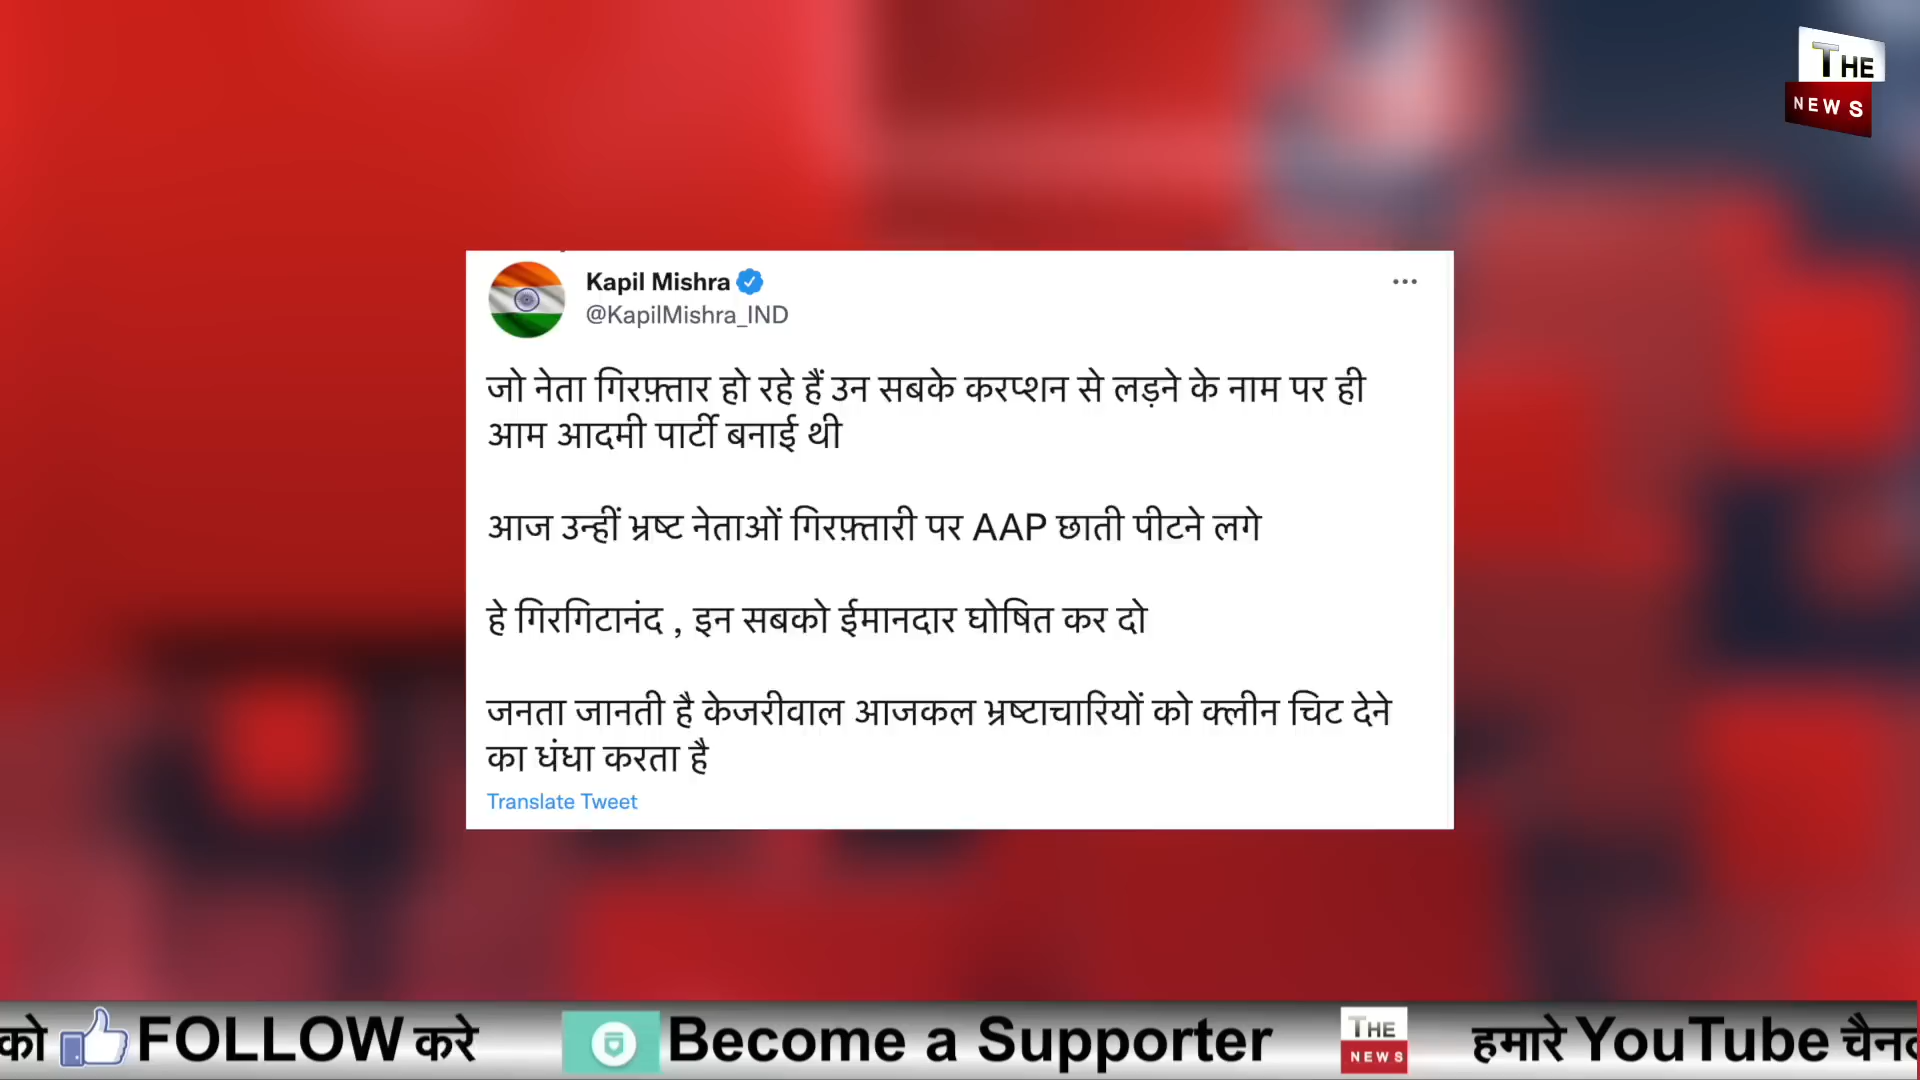 THE
NEWS
Kapil Mishra
@KapilMishra_IND
जो नेता गिरफ़्तार हो रहे हैं उन सबके करप्शन से लड़ने के नाम पर ही
आम आदमी पार्टी बनाई थी
आज उन्हीं भ्रष्ट नेताओं गिरफ़्तारी पर AAP छाती पीटने लगे
हे गिरगिटानंद , इन सबको ईमानदार घोषित कर दो
जनता जानती है केजरीवाल आजकल भ्रष्टाचारियों को क्लीन चिट देने
का धंधा करता है
Translate Tweet
को FOLLOW करे Become a Supporter THE NEWS हमारे YouTube